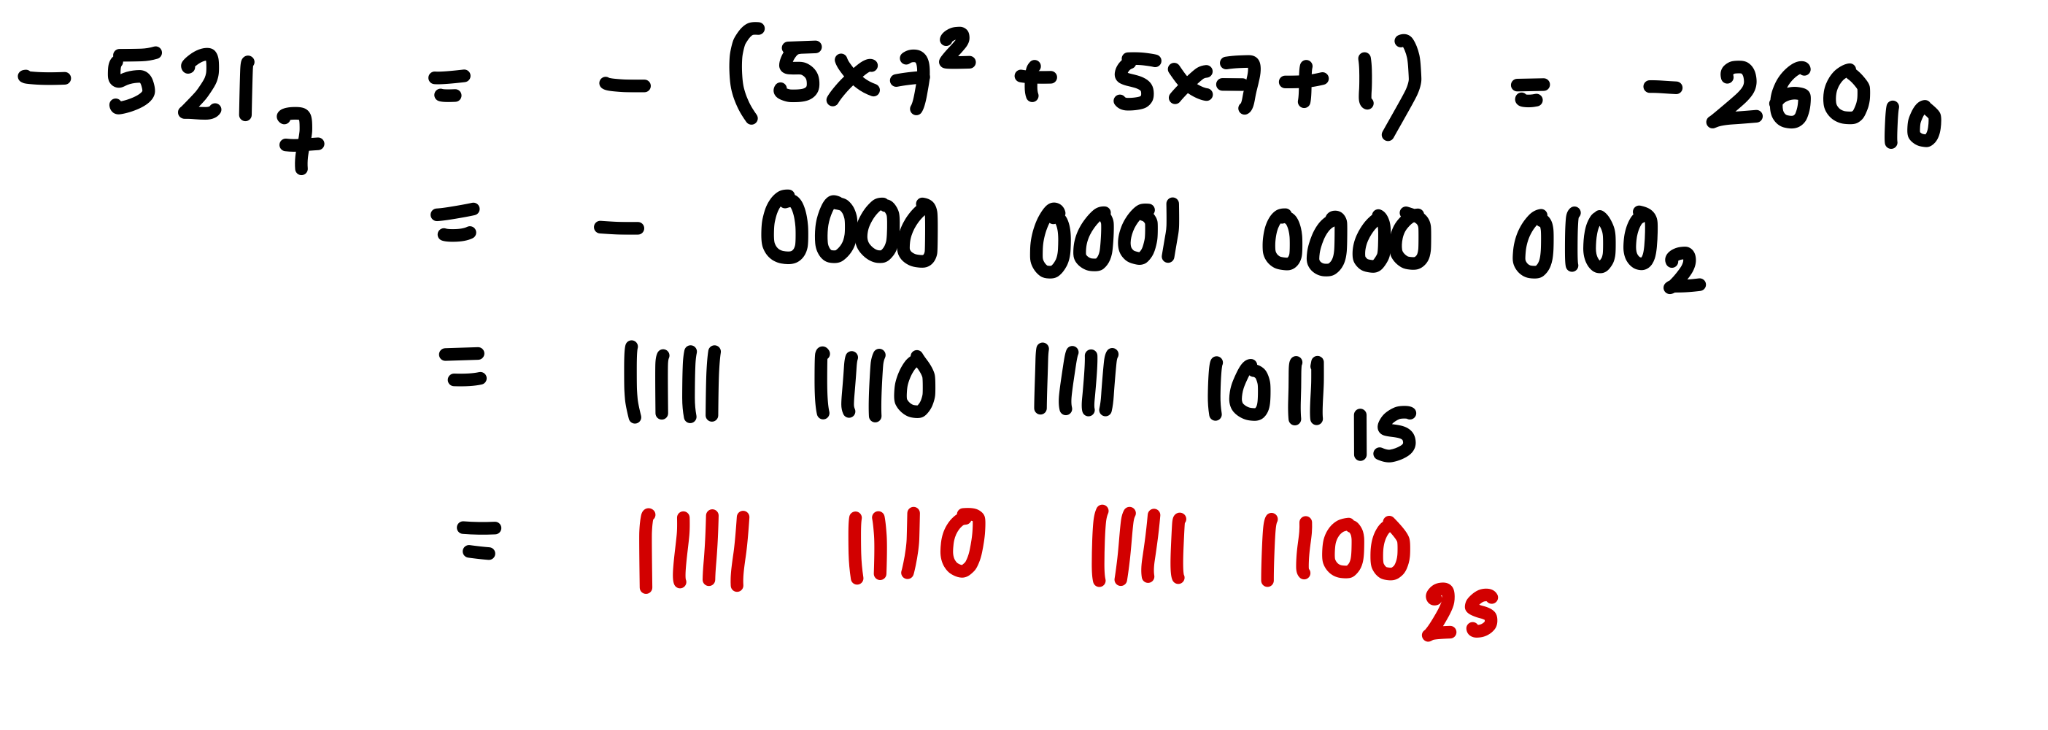 - 521₇ = - (5×7² + 5×7+1) = - 260₁₀
= - 0000 0001 0000 0100₂
= 1111 1110 1111 1011₁ₛ
= 1111 1110 1111 1100₂ₛ